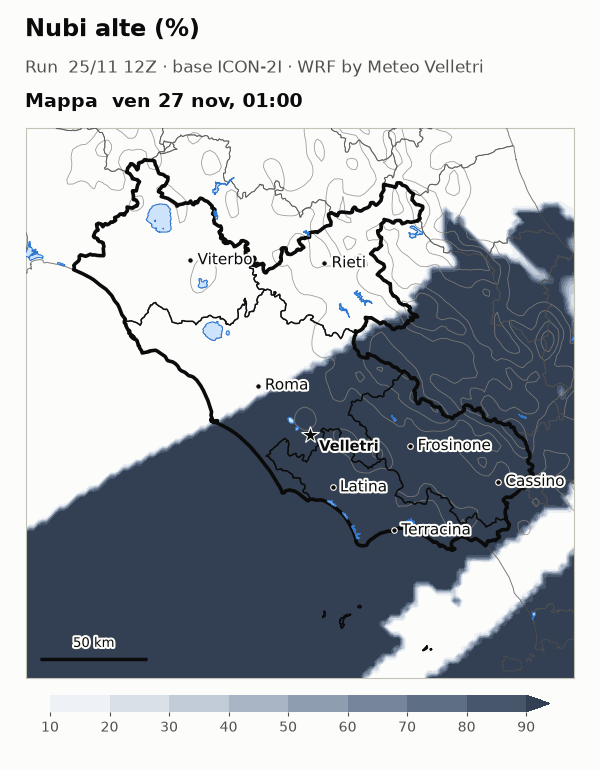 Nubi alte (%)
Run 25/11 12Z · base ICON-2I · WRF by Meteo Velletri
Mappa ven 27 nov, 01:00
Viterbo
Rieti
Roma
Velletri
Frosinone
Cassino
Latina
Terracina
50 km
10 20 30 40 50 60 70 80 90